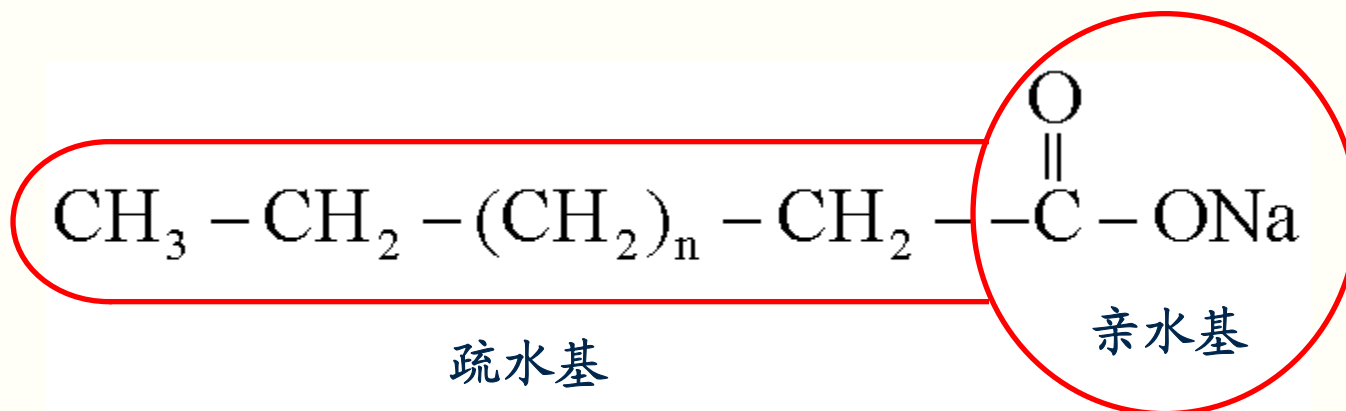 O
CH₃ – CH₂ – (CH₂)ₙ – CH₂ – – C – ONa
亲水基
疏水基